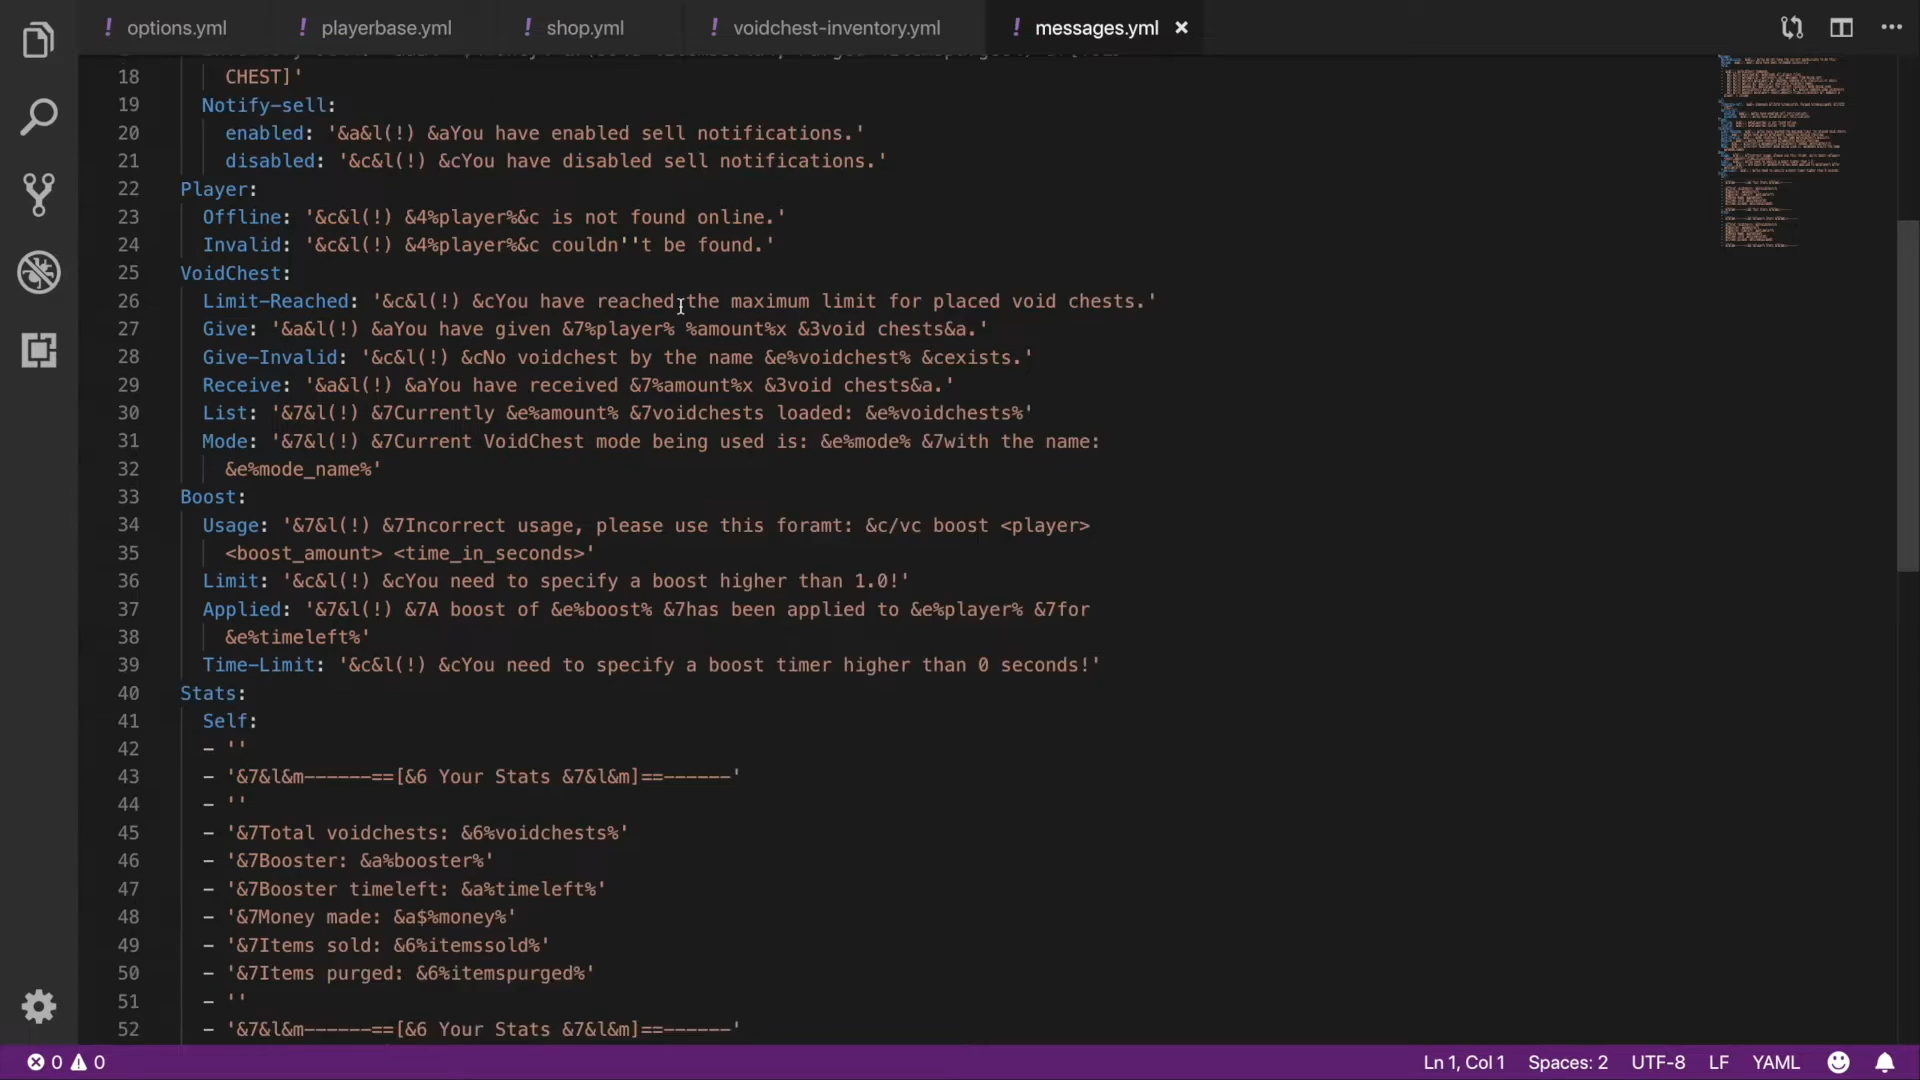 options.yml
playerbase.yml
shop.yml
voidchest-inventory.yml
messages.yml
18 CHEST]'
19 Notify-sell:
20 enabled: '&a&l(!) &aYou have enabled sell notifications.'
21 disabled: '&c&l(!) &cYou have disabled sell notifications.'
22 Player:
23 Offline: '&c&l(!) &4%player%&c is not found online.'
24 Invalid: '&c&l(!) &4%player%&c couldn''t be found.'
25 VoidChest:
26 Limit-Reached: '&c&l(!) &cYou have reached the maximum limit for placed void chests.'
27 Give: '&a&l(!) &aYou have given &7%player% %amount%x &3void chests&a.'
28 Give-Invalid: '&c&l(!) &cNo voidchest by the name &e%voidchest% &cexists.'
29 Receive: '&a&l(!) &aYou have received &7%amount%x &3void chests&a.'
30 List: '&7&l(!) &7Currently &e%amount% &7voidchests loaded: &e%voidchests%'
31 Mode: '&7&l(!) &7Current VoidChest mode being used is: &e%mode% &7with the name:
32 &e%mode_name%'
33 Boost:
34 Usage: '&7&l(!) &7Incorrect usage, please use this foramt: &c/vc boost <player>
35 <boost_amount> <time_in_seconds>'
36 Limit: '&c&l(!) &cYou need to specify a boost higher than 1.0!'
37 Applied: '&7&l(!) &7A boost of &e%boost% &7has been applied to &e%player% &7for
38 &e%timeleft%'
39 Time-Limit: '&c&l(!) &cYou need to specify a boost timer higher than 0 seconds!'
40 Stats:
41 Self:
42 - ''
43 - '&7&l&m------==[&6 Your Stats &7&l&m]==------'
44 - ''
45 - '&7Total voidchests: &6%voidchests%'
46 - '&7Booster: &a%booster%'
47 - '&7Booster timeleft: &a%timeleft%'
48 - '&7Money made: &a$%money%'
49 - '&7Items sold: &6%itemssold%'
50 - '&7Items purged: &6%itemspurged%'
51 - ''
52 - '&7&l&m------==[&6 Your Stats &7&l&m]==------'
0 0 Ln 1, Col 1 Spaces: 2 UTF-8 LF YAML